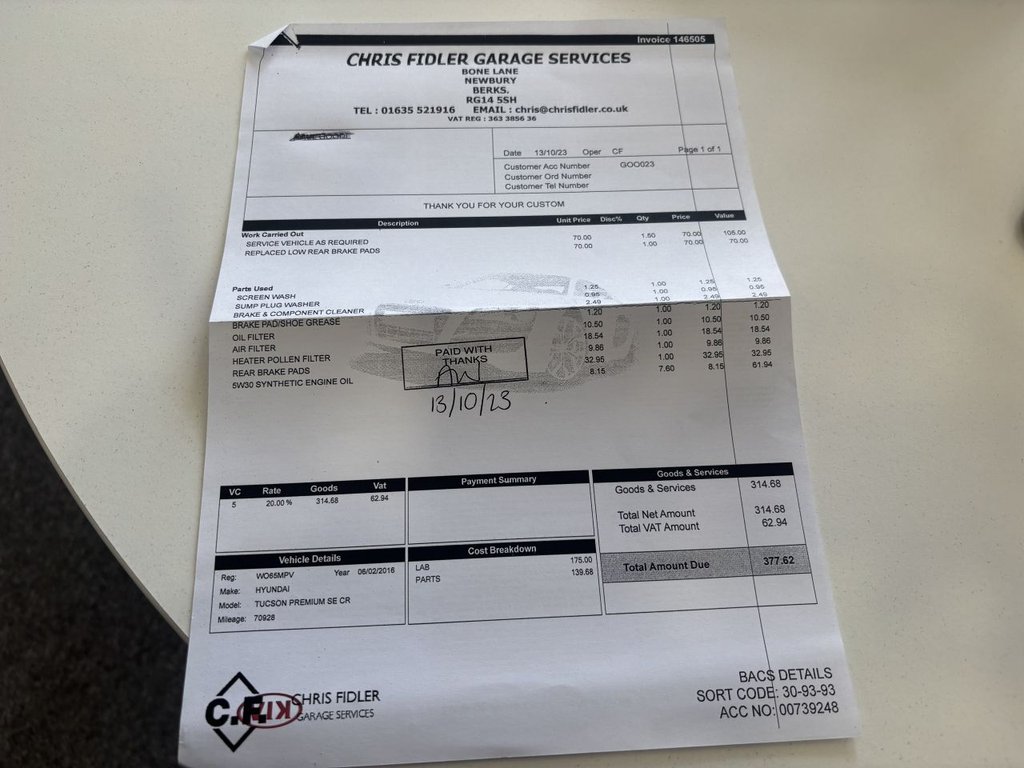 Invoice 146505
CHRIS FIDLER GARAGE SERVICES
BONE LANE
NEWBURY
BERKS.
RG14 5SH
TEL : 01635 521916 EMAIL : chris@chrisfidler.co.uk
VAT REG : 363 3856 36
Date 13/10/23 Oper CF Page 1 of 1
Customer Acc Number GOO023
Customer Ord Number
Customer Tel Number
THANK YOU FOR YOUR CUSTOM
Description Unit Price Disc% Qty Price Value
Work Carried Out
SERVICE VEHICLE AS REQUIRED 70.00 1.50 70.00 105.00
REPLACED LOW REAR BRAKE PADS 70.00 1.00 70.00 70.00
Parts Used
SCREEN WASH 1.25 1.00 1.25 1.25
SUMP PLUG WASHER 0.95 1.00 0.95 0.95
BRAKE & COMPONENT CLEANER 2.49 1.00 2.49 2.49
BRAKE PAD/SHOE GREASE 1.20 1.00 1.20 1.20
OIL FILTER 10.50 1.00 10.50 10.50
AIR FILTER 18.54 1.00 18.54 18.54
HEATER POLLEN FILTER 9.86 1.00 9.86 9.86
REAR BRAKE PADS 32.95 1.00 32.95 32.95
5W30 SYNTHETIC ENGINE OIL 8.15 7.60 8.15 61.94
PAID WITH
THANKS
AW
13/10/23
VC Rate Goods Vat
5 20.00 % 314.68 62.94
Payment Summary
Goods & Services
Goods & Services 314.68
Total Net Amount 314.68
Total VAT Amount 62.94
Total Amount Due 377.62
Vehicle Details
Reg: WO65MPV Year 06/02/2016
Make: HYUNDAI
Model: TUCSON PREMIUM SE CR
Mileage: 70928
Cost Breakdown
LAB 175.00
PARTS 139.68
C.F. KIA
CHRIS FIDLER
GARAGE SERVICES
BACS DETAILS
SORT CODE: 30-93-93
ACC NO: 00739248